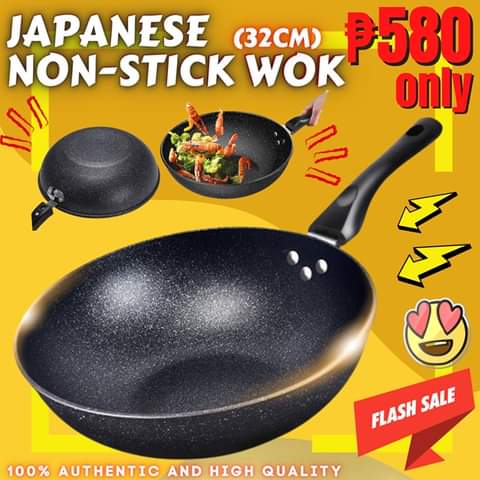 JAPANESE (32CM)
NON-STICK WOK
₱580
only
FLASH SALE
100% AUTHENTIC AND HIGH QUALITY